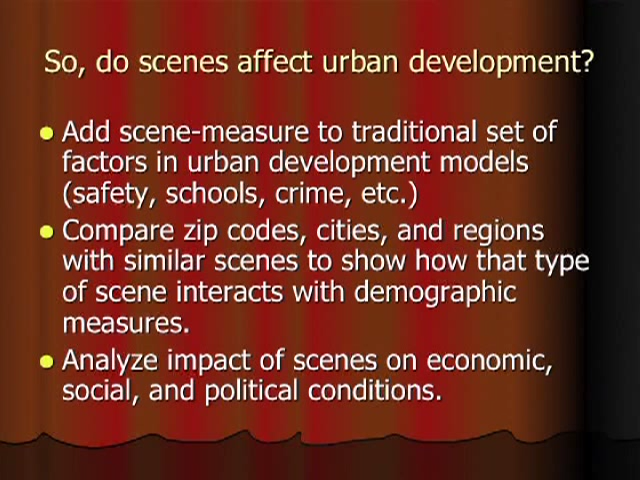 So, do scenes affect urban development?
Add scene-measure to traditional set of
factors in urban development models
(safety, schools, crime, etc.)
Compare zip codes, cities, and regions
with similar scenes to show how that type
of scene interacts with demographic
measures.
Analyze impact of scenes on economic,
social, and political conditions.